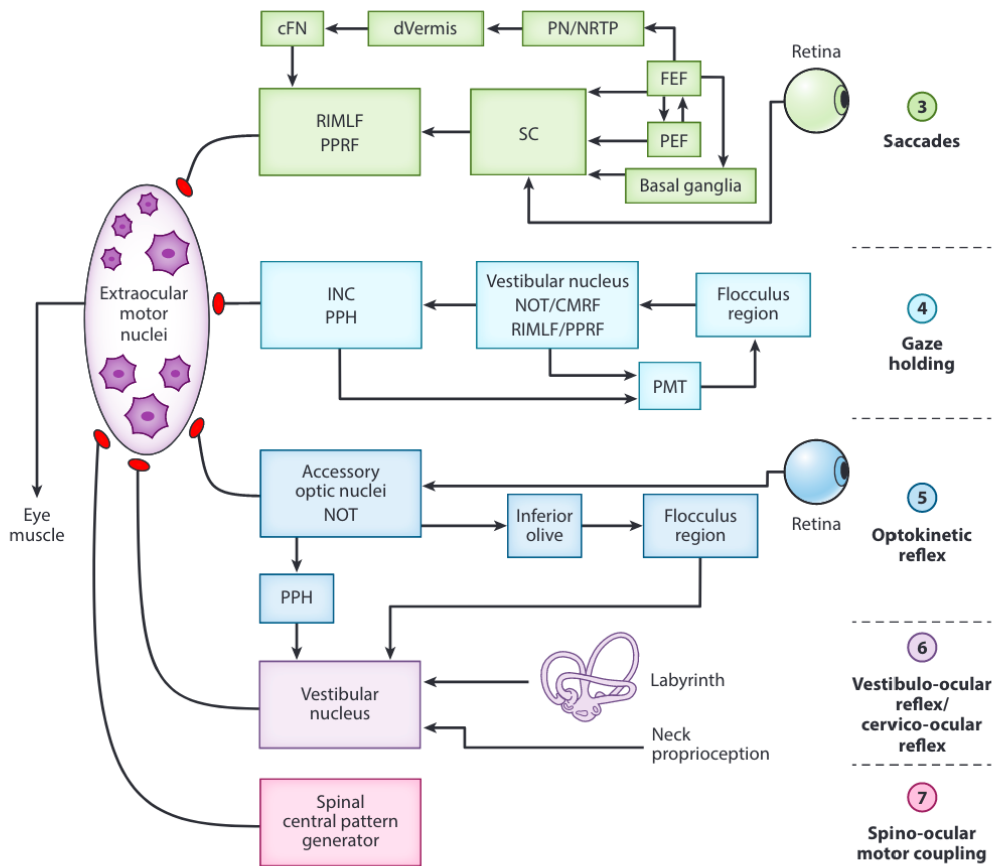 cFN
dVermis
PN/NRTP
Retina
FEF
3
RIMLF
PPRF
SC
PEF
Saccades
Basal ganglia
Extraocular
motor
nuclei
INC
PPH
Vestibular nucleus
NOT/CMRF
RIMLF/PPRF
Flocculus
region
4
Gaze
holding
PMT
Eye
muscle
Accessory
optic nuclei
NOT
Inferior
olive
Flocculus
region
Retina
5
Optokinetic
reflex
PPH
Vestibular
nucleus
Labyrinth
Neck
proprioception
6
Vestibulo-ocular
reflex/
cervico-ocular
reflex
Spinal
central pattern
generator
7
Spino-ocular
motor coupling